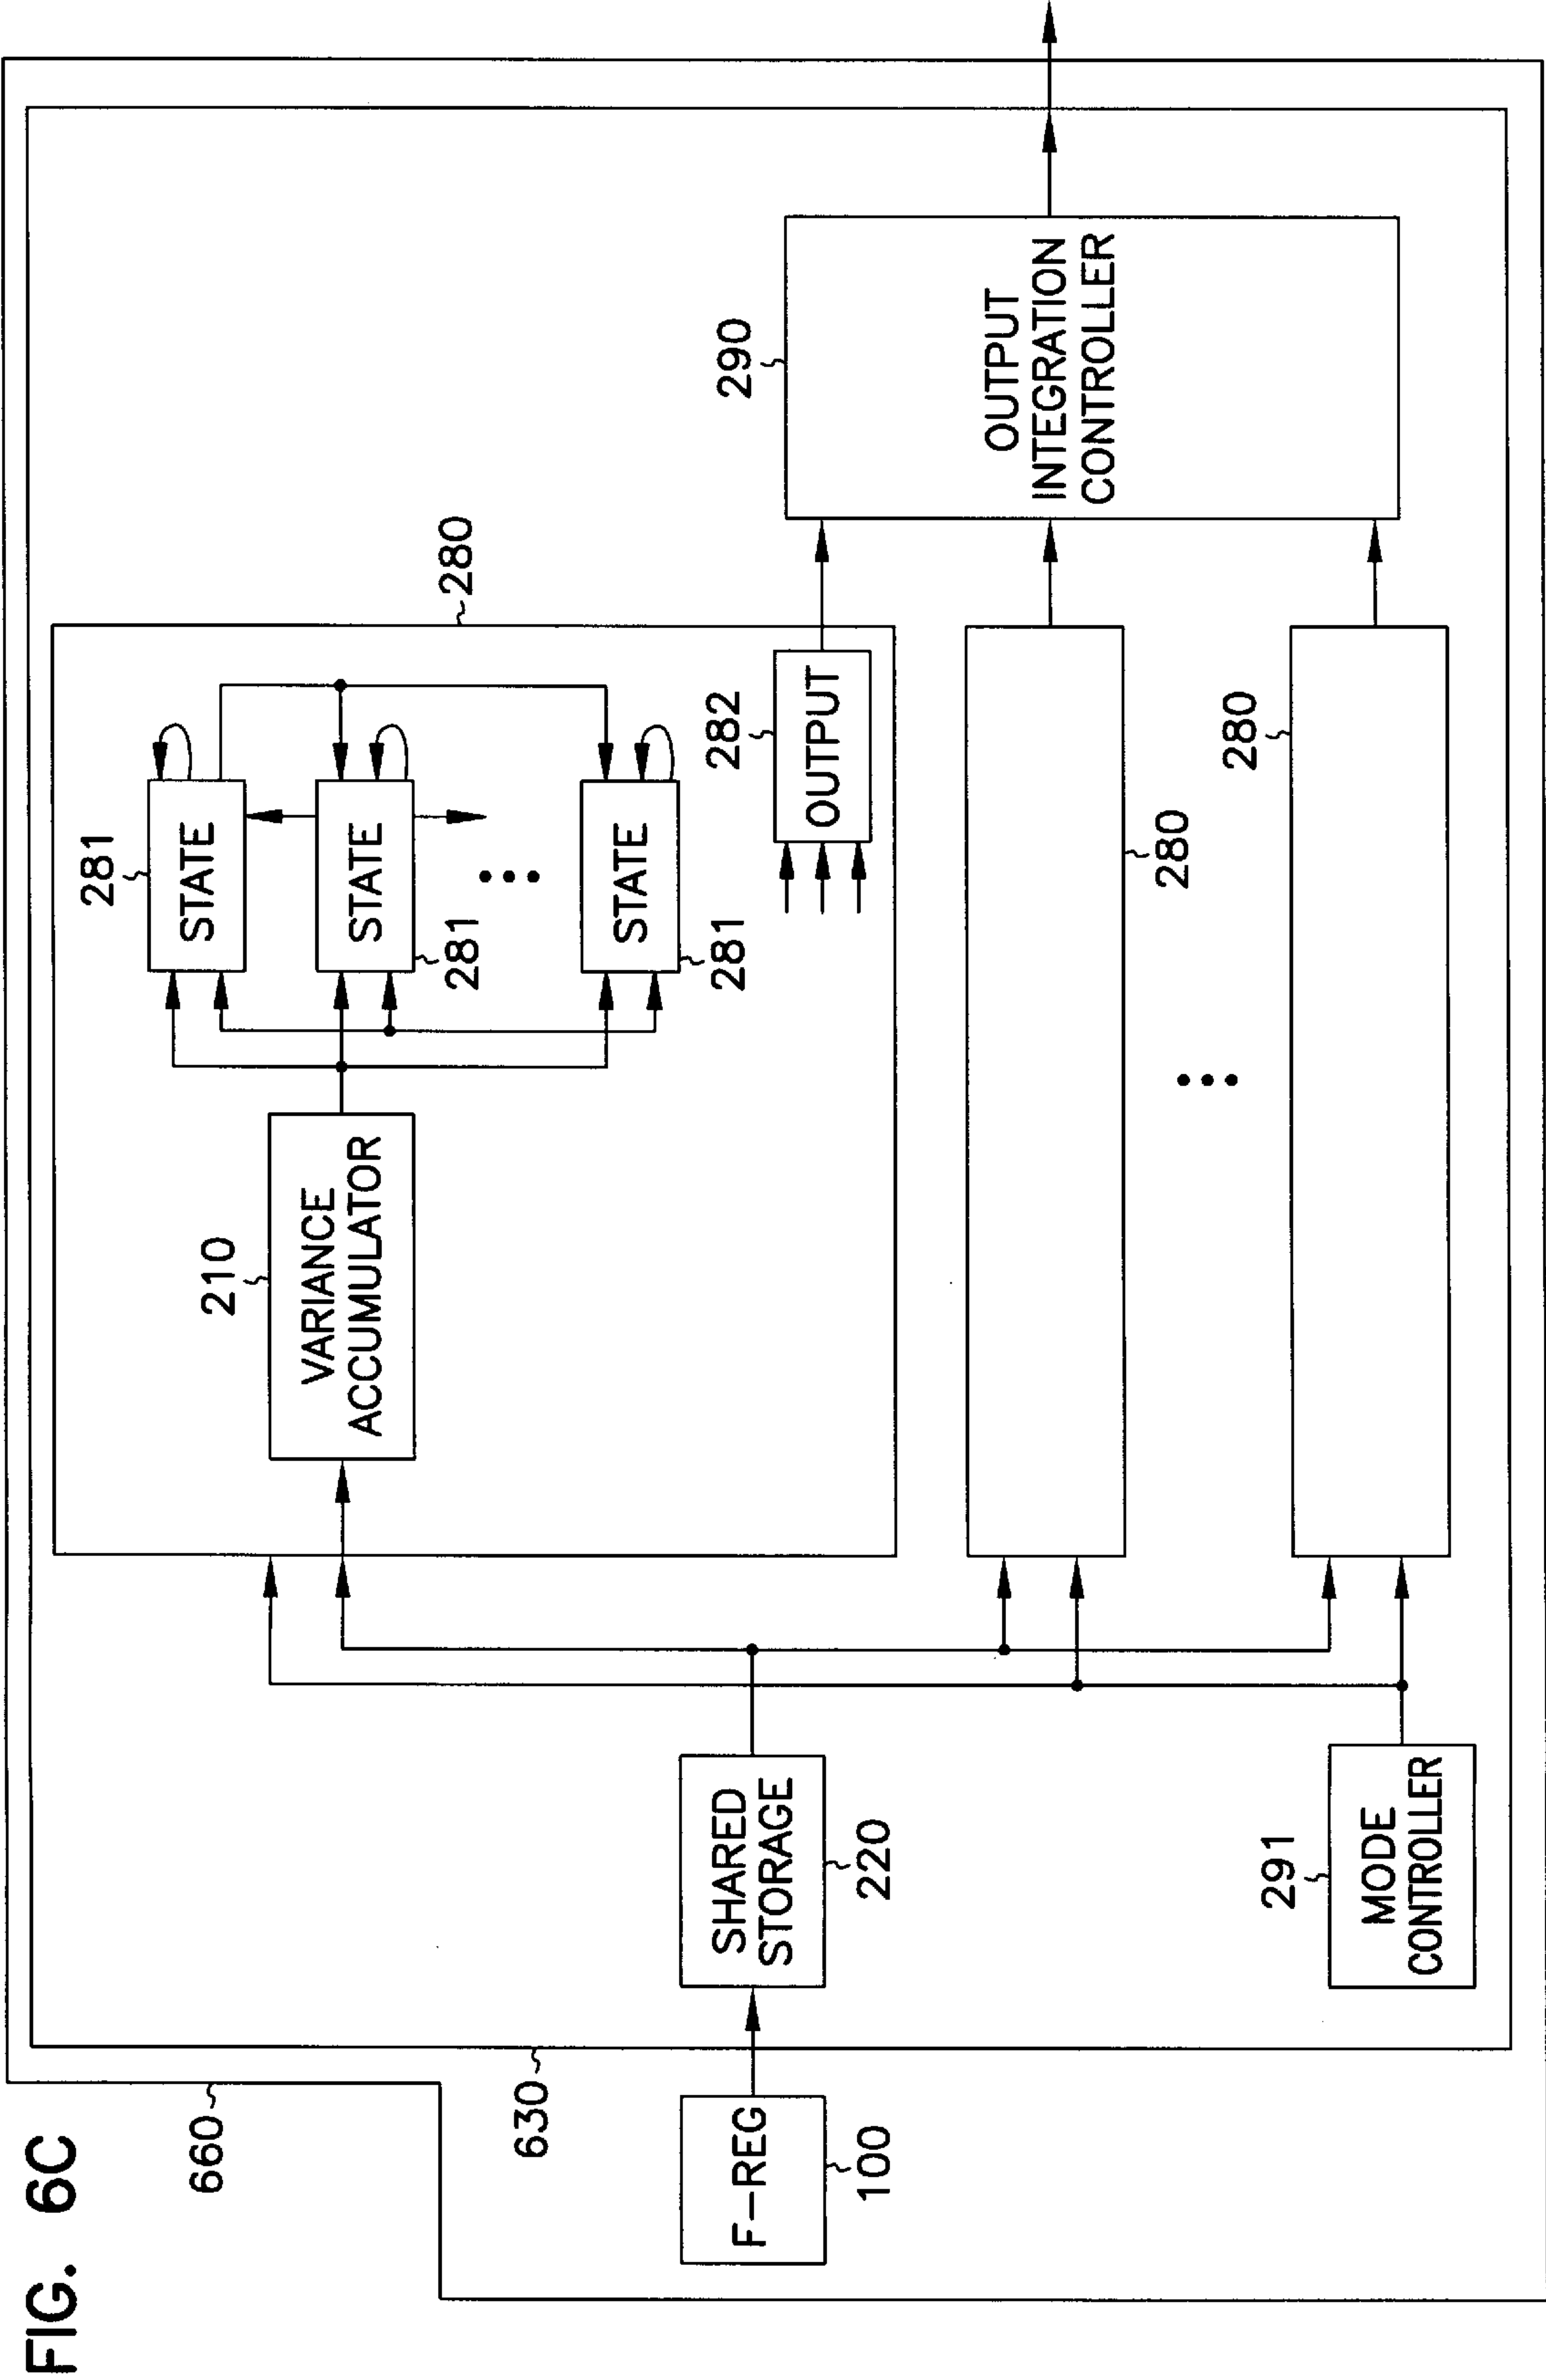 FIG. 6C
660
630
F-REG
100
SHARED
STORAGE
220
MODE
CONTROLLER
291
210
VARIANCE
ACCUMULATOR
281
STATE
STATE
281
STATE
281
280
282
OUTPUT
280
280
290
OUTPUT
INTEGRATION
CONTROLLER